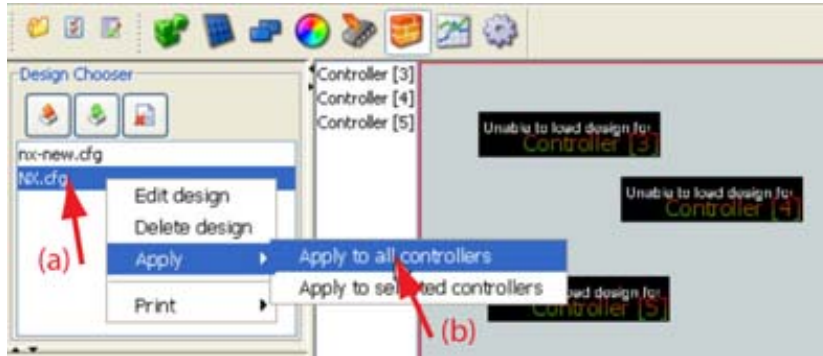 Design Chooser
nx-new.cfg
NX.cfg
Edit design
Delete design
Apply
Print
(a)
Controller [3]
Controller [4]
Controller [5]
Unable to load design for
Controller [3]
Unable to load design for
Controller [4]
Apply to all controllers
Apply to selected controllers
load design for
Controller [5]
(b)